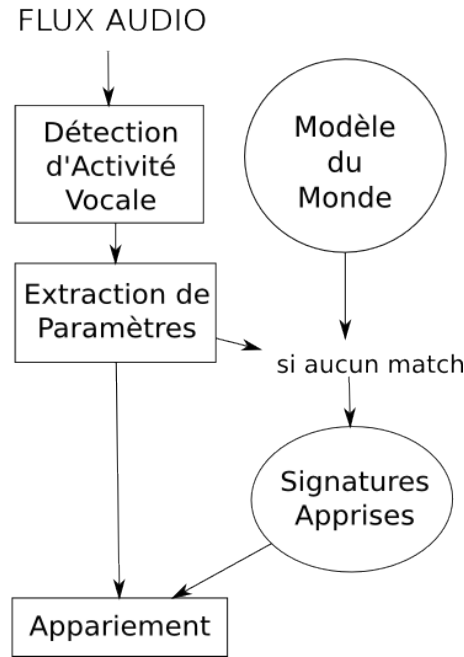 FLUX AUDIO
Détection
d'Activité
Vocale
Modèle
du
Monde
Extraction de
Paramètres
si aucun match
Signatures
Apprises
Appariement